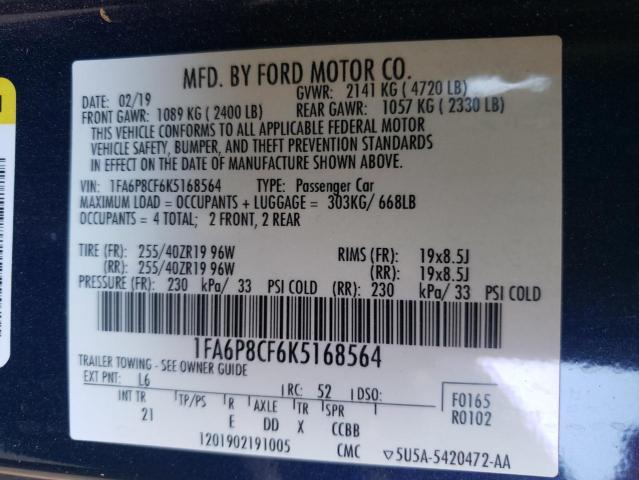 MFD. BY FORD MOTOR CO.
DATE: 02/19 GVWR: 2141 KG ( 4720 LB)
FRONT GAWR: 1089 KG ( 2400 LB) REAR GAWR: 1057 KG ( 2330 LB)
THIS VEHICLE CONFORMS TO ALL APPLICABLE FEDERAL MOTOR
VEHICLE SAFETY, BUMPER, AND THEFT PREVENTION STANDARDS
IN EFFECT ON THE DATE OF MANUFACTURE SHOWN ABOVE.
VIN: 1FA6P8CF6K5168564 TYPE: Passenger Car
MAXIMUM LOAD = OCCUPANTS + LUGGAGE = 303KG/ 668LB
OCCUPANTS = 4 TOTAL; 2 FRONT, 2 REAR
TIRE (FR): 255/40ZR19 96W RIMS (FR): 19x8.5J
(RR): 255/40ZR19 96W (RR): 19x8.5J
PRESSURE (FR): 230 kPa/ 33 PSI COLD (RR): 230 kPa/ 33 PSI COLD
1FA6P8CF6K5168564
TRAILER TOWING - SEE OWNER GUIDE
EXT PNT: L6 RC: 52 DSO: F0165
INT TR TP/PS R AXLE TR SPR R0102
21 E DD X CCBB
1201902191005 CMC ▽5U5A-5420472-AA